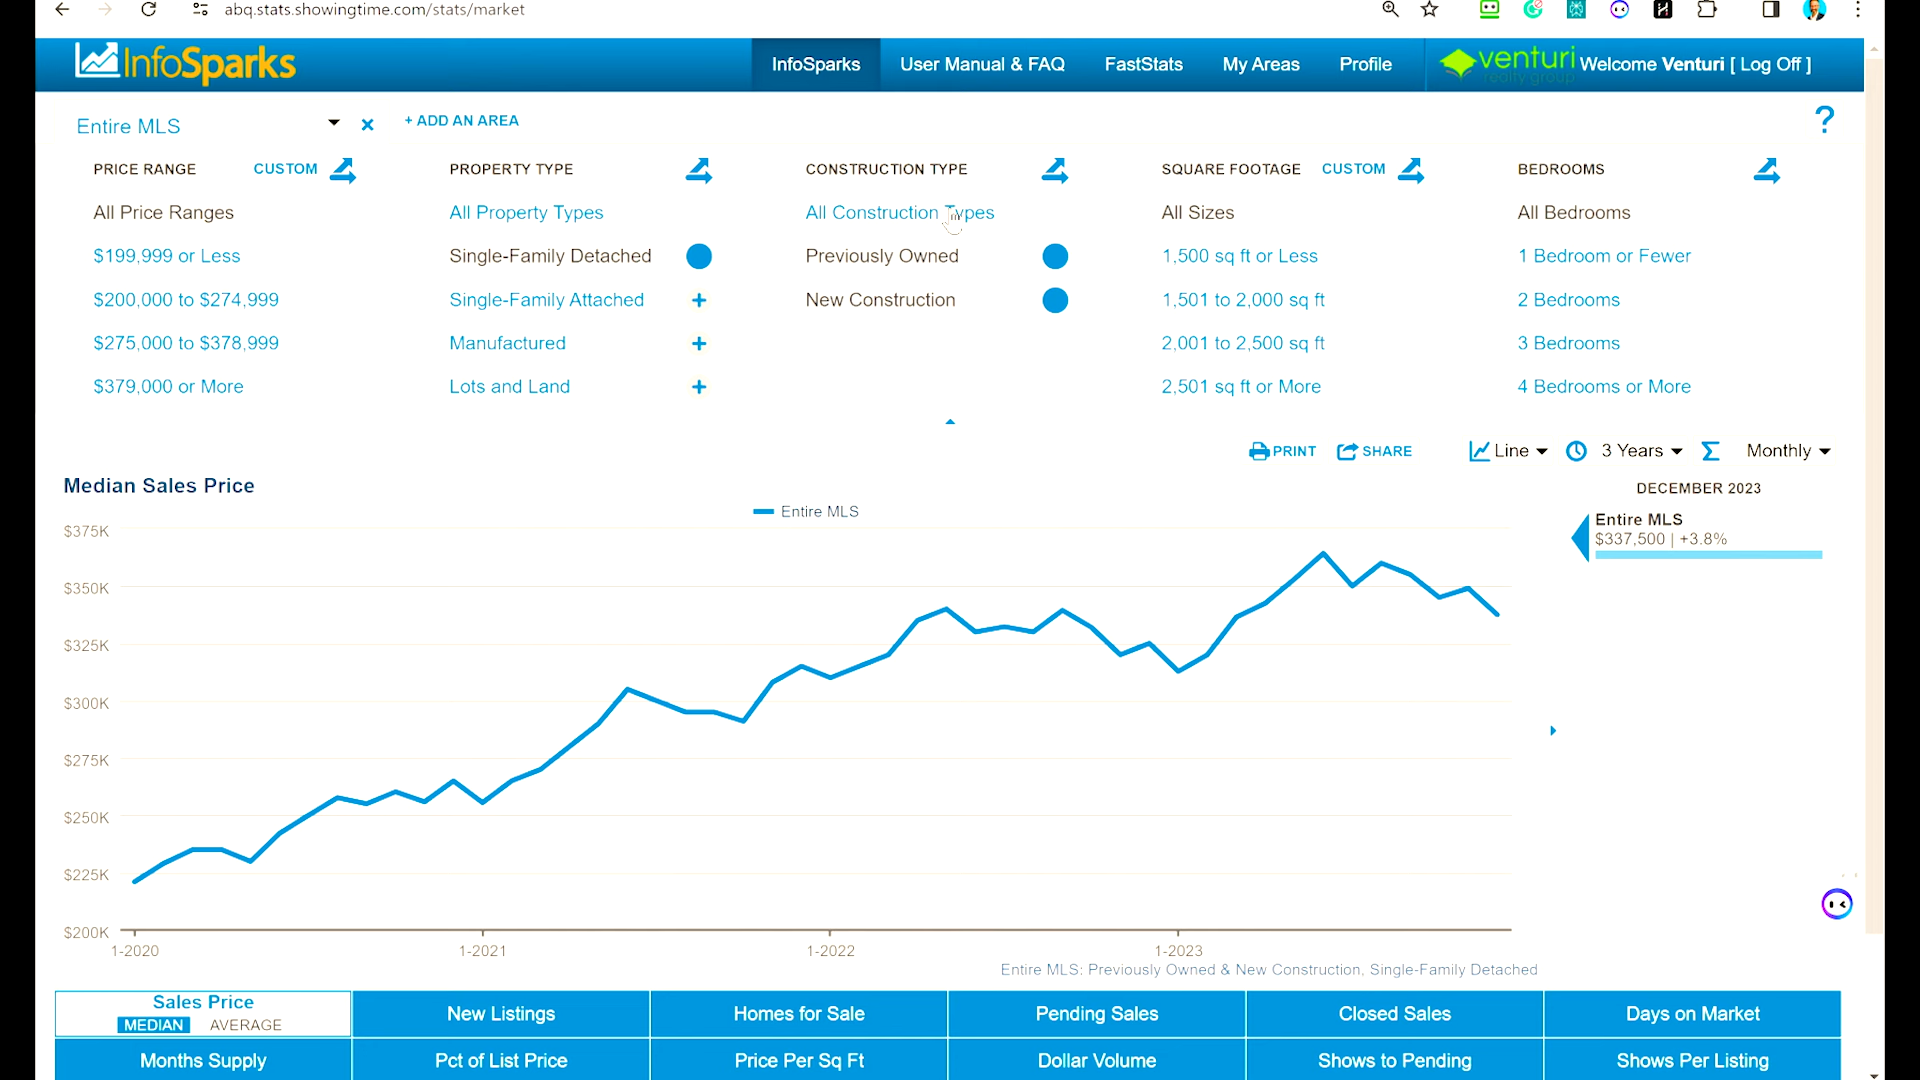 abq.stats.showingtime.com/stats/market
InfoSparks
InfoSparks
User Manual & FAQ
FastStats
My Areas
Profile
venturi
realty group
Welcome Venturi [ Log Off ]
Entire MLS
+ ADD AN AREA
?
PRICE RANGE CUSTOM
All Price Ranges
$199,999 or Less
$200,000 to $274,999
$275,000 to $378,999
$379,000 or More
PROPERTY TYPE
All Property Types
Single-Family Detached
Single-Family Attached +
Manufactured +
Lots and Land +
CONSTRUCTION TYPE
All Construction Types
Previously Owned
New Construction
SQUARE FOOTAGE CUSTOM
All Sizes
1,500 sq ft or Less
1,501 to 2,000 sq ft
2,001 to 2,500 sq ft
2,501 sq ft or More
BEDROOMS
All Bedrooms
1 Bedroom or Fewer
2 Bedrooms
3 Bedrooms
4 Bedrooms or More
PRINT
SHARE
Line
3 Years
Σ Monthly
Median Sales Price
Entire MLS
DECEMBER 2023
Entire MLS
$337,500 | +3.8%
$375K
$350K
$325K
$300K
$275K
$250K
$225K
$200K
1-2020
1-2021
1-2022
1-2023
Entire MLS: Previously Owned & New Construction, Single-Family Detached
Sales Price
MEDIAN AVERAGE
New Listings
Homes for Sale
Pending Sales
Closed Sales
Days on Market
Months Supply
Pct of List Price
Price Per Sq Ft
Dollar Volume
Shows to Pending
Shows Per Listing